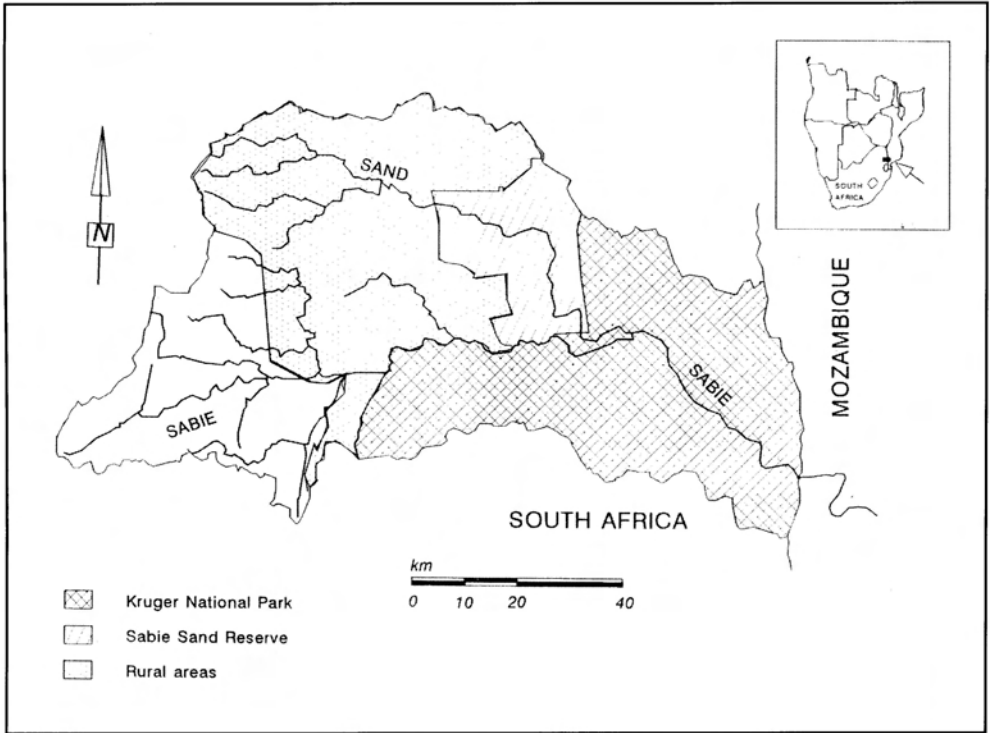 SOUTH
AFRICA
SAND
N
MOZAMBIQUE
SABIE
SABIE
SOUTH AFRICA
km
0 10 20 40
Kruger National Park
Sabie Sand Reserve
Rural areas